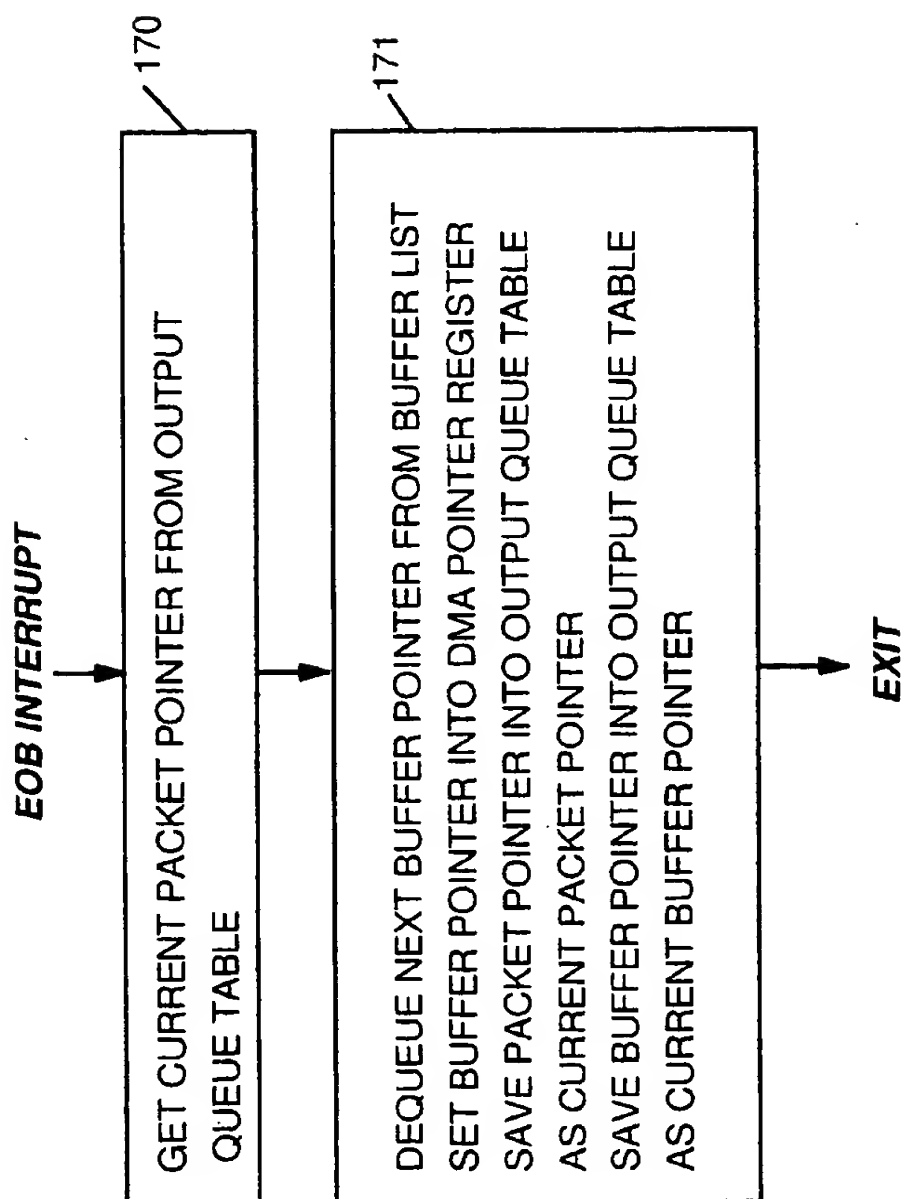 EOB INTERRUPT
170
GET CURRENT PACKET POINTER FROM OUTPUT
QUEUE TABLE
171
DEQUEUE NEXT BUFFER POINTER FROM BUFFER LIST
SET BUFFER POINTER INTO DMA POINTER REGISTER
SAVE PACKET POINTER INTO OUTPUT QUEUE TABLE
AS CURRENT PACKET POINTER
SAVE BUFFER POINTER INTO OUTPUT QUEUE TABLE
AS CURRENT BUFFER POINTER
EXIT